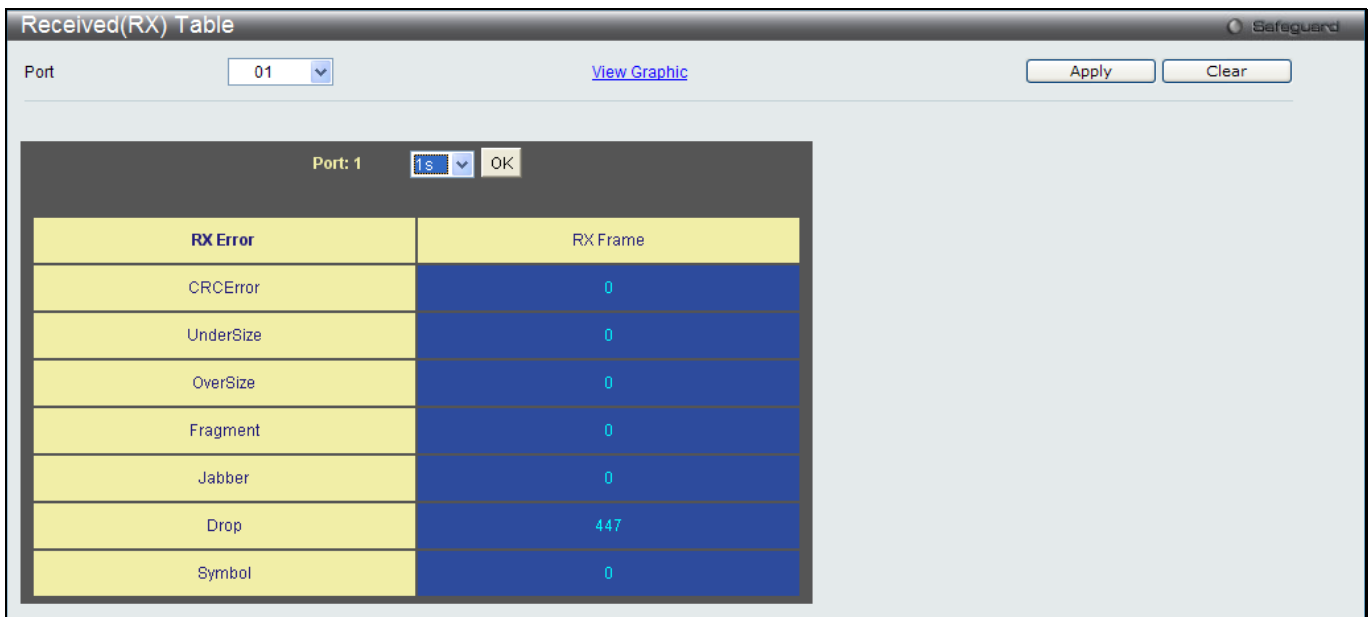 Received(RX) Table
Safeguard
Port 01 View Graphic Apply Clear
Port: 1 1s OK
RX Error RX Frame
CRCError 0
UnderSize 0
OverSize 0
Fragment 0
Jabber 0
Drop 447
Symbol 0